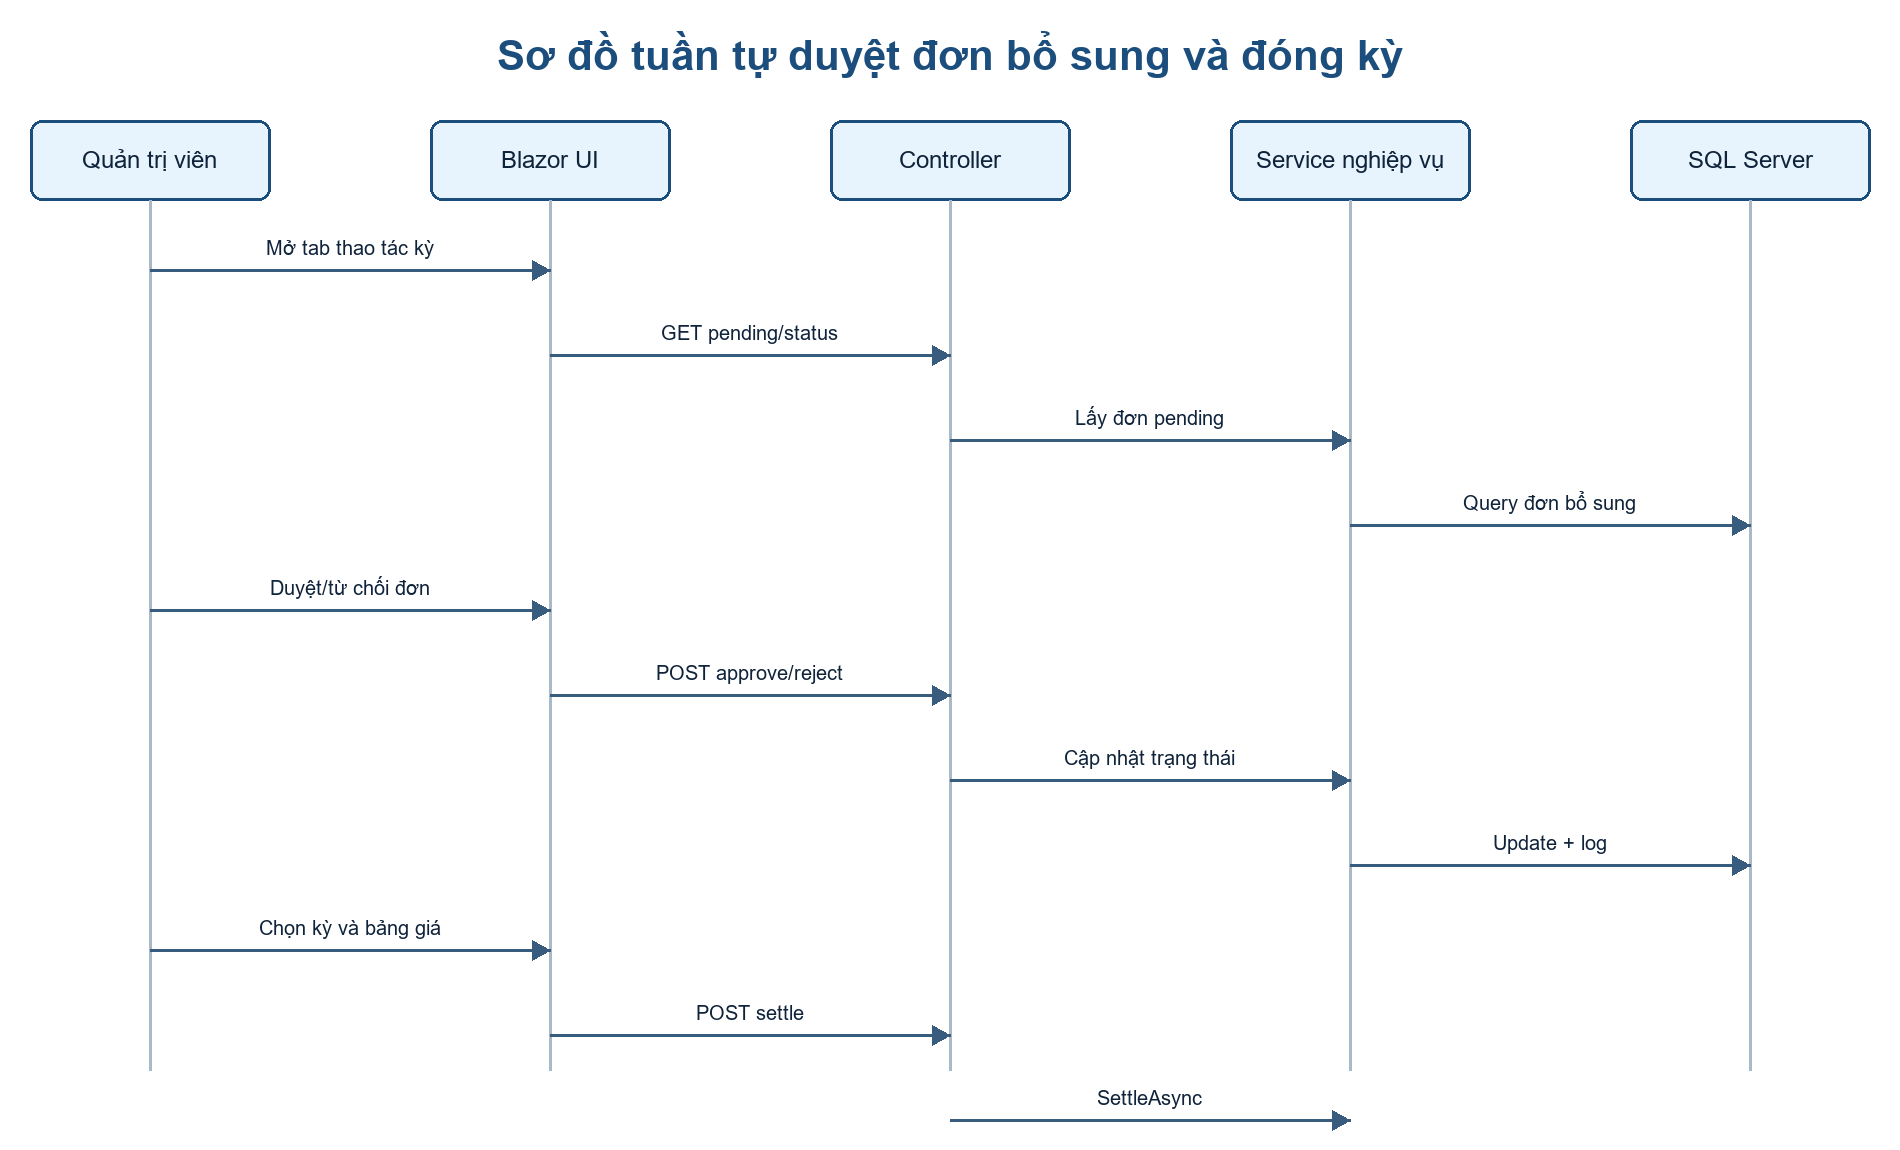 Sơ đồ tuần tự duyệt đơn bổ sung và đóng kỳ
Quản trị viên
Blazor UI
Controller
Service nghiệp vụ
SQL Server
Mở tab thao tác kỳ
GET pending/status
Lấy đơn pending
Query đơn bổ sung
Duyệt/từ chối đơn
POST approve/reject
Cập nhật trạng thái
Update + log
Chọn kỳ và bảng giá
POST settle
SettleAsync